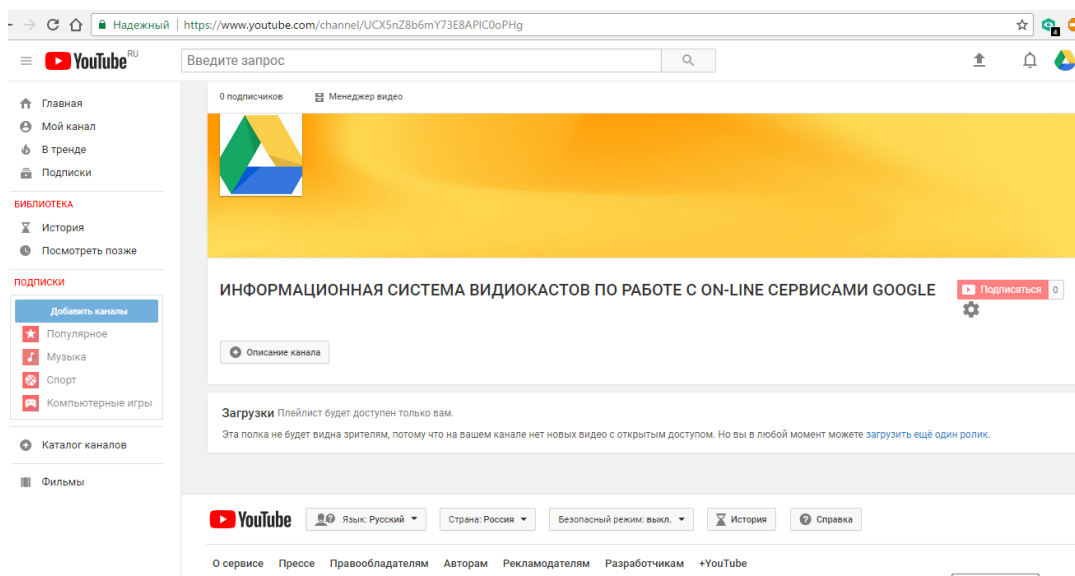 Надежный https://www.youtube.com/channel/UCX5nZ8b6mY73E8APIC0oPHg
4
YouTube RU
Введите запрос
Главная
Мой канал
В тренде
Подписки
БИБЛИОТЕКА
История
Посмотреть позже
ПОДПИСКИ
Добавить каналы
Популярное
Музыка
Спорт
Компьютерные игры
Каталог каналов
Фильмы
0 подписчиков Менеджер видео
ИНФОРМАЦИОННАЯ СИСТЕМА ВИДИОКАСТОВ ПО РАБОТЕ С ON-LINE СЕРВИСАМИ GOOGLE
Подписаться 0
Описание канала
Загрузки Плейлист будет доступен только вам.
Эта полка не будет видна зрителям, потому что на вашем канале нет новых видео с открытым доступом. Но вы в любой момент можете загрузить ещё один ролик.
YouTube Язык: Русский Страна: Россия Безопасный режим: выкл. История Справка
О сервисе Прессе Правообладателям Авторам Рекламодателям Разработчикам +YouTube